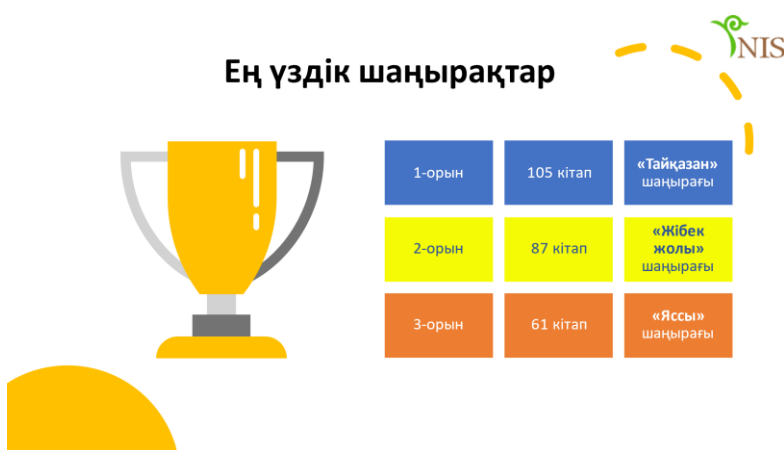 NIS
Ең үздік шаңырақтар
1-орын
105 кітап
«Тайқазан»
шаңырағы
2-орын
87 кітап
«Жібек
жолы»
шаңырағы
3-орын
61 кітап
«Яссы»
шаңырағы